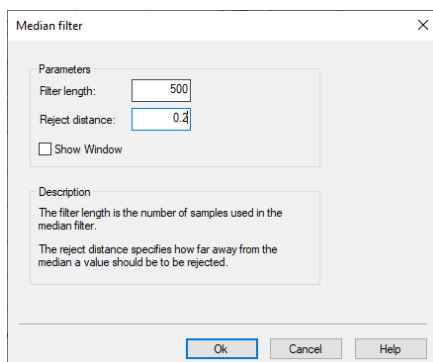 Median filter
Parameters
Filter length: 500
Reject distance: 0.2
Show Window
Description
The filter length is the number of samples used in the
median filter.
The reject distance specifies how far away from the
median a value should be to be rejected.
Ok Cancel Help